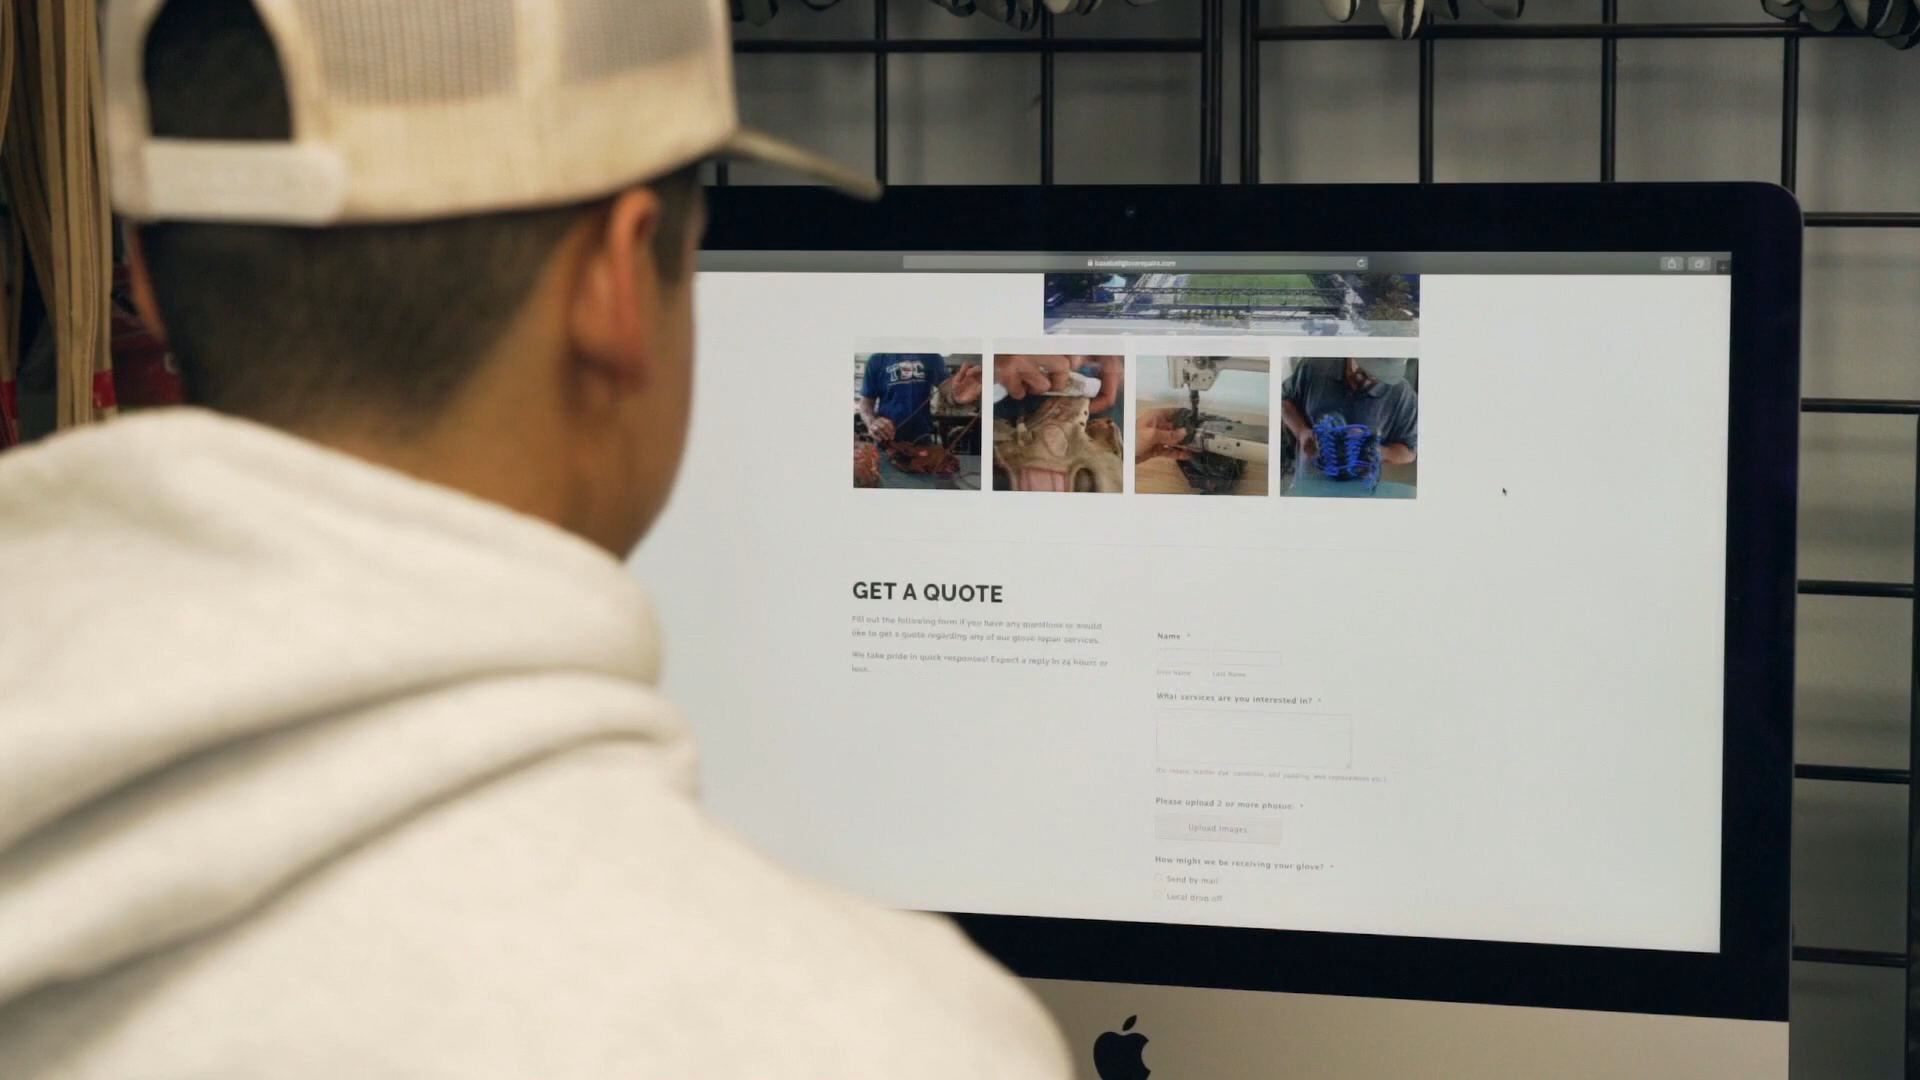 baseballgloverepairs.com
GET A QUOTE
Fill out the following form if you have any questions or would
like to get a quote regarding any of our glove repair services.
We take pride in quick responses! Expect a reply in 24 hours or
less.
Name *
First Name Last Name
What services are you interested in? *
Please upload 2 or more photos: *
Upload Images
How might we be receiving your glove? *
Send by mail
Local drop off